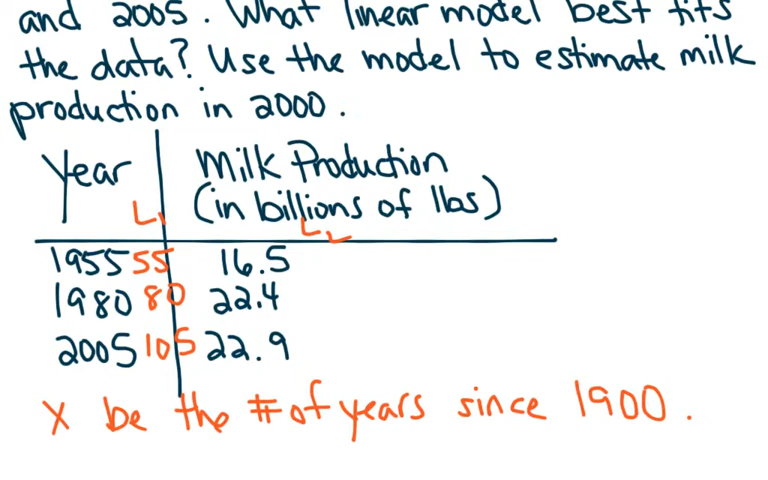 and 2005. What linear model best fits
the data? Use the model to estimate milk
production in 2000.
Year Milk Production
L1 (in billions of lbs)
L2
1955 55 16.5
1980 80 22.4
2005 105 22.9
X be the # of years since 1900.